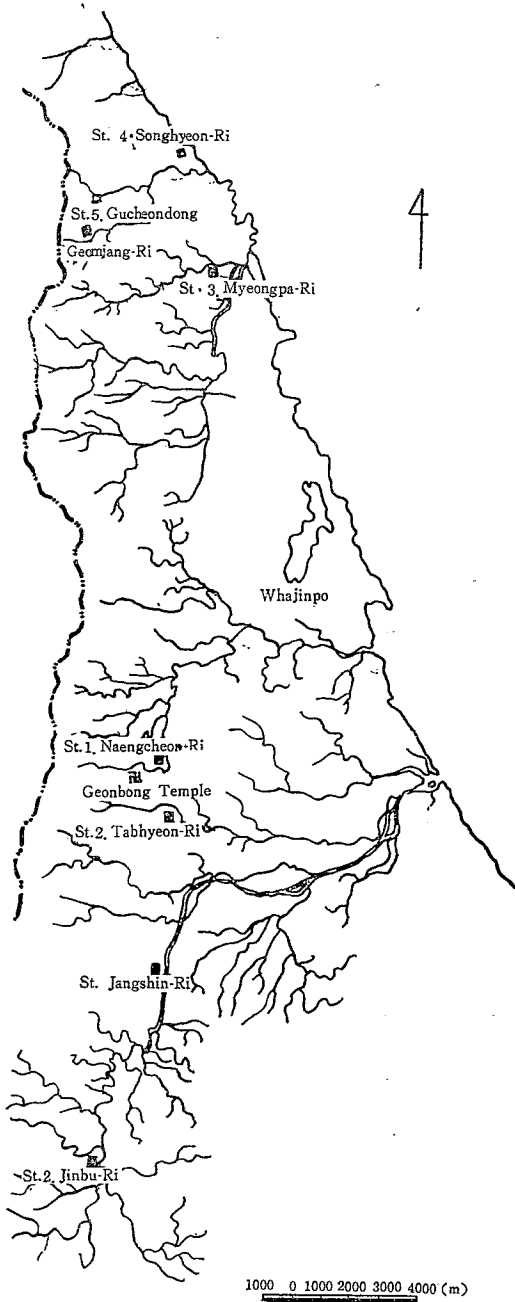 St. 4·Songhyeon-Ri
St.5. Gucheondong
Geomjang-Ri
St·3. Myeongpa-Ri
Whajinpo
St.1. Naengcheon-Ri
Geonbong Temple
St.2. Tabhyeon-Ri
St. Jangshin-Ri
St.2. Jinbu-Ri
1000 0 1000 2000 3000 4000 (m)